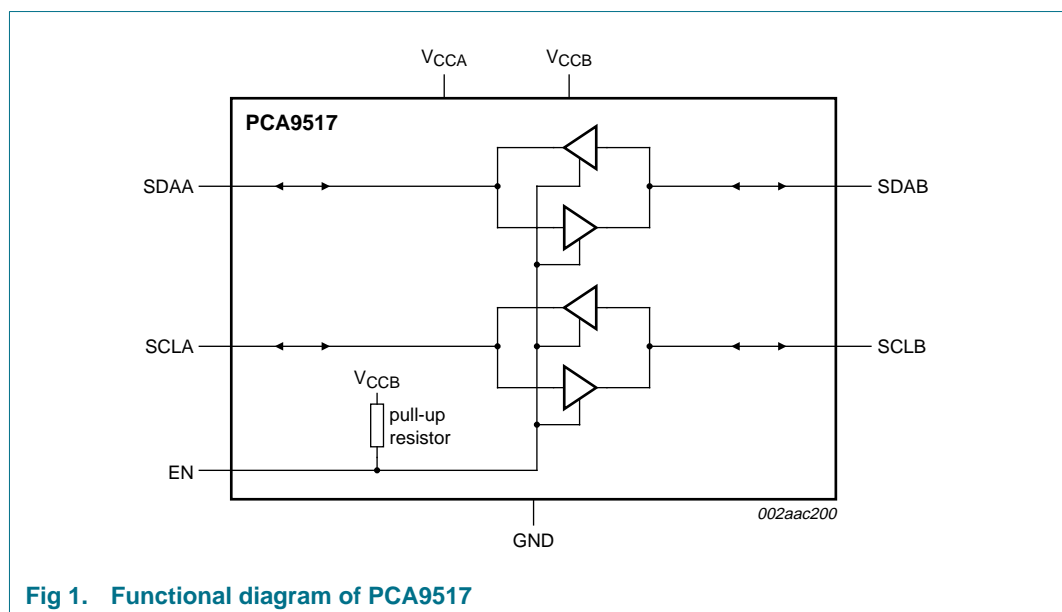 VCCA VCCB
PCA9517
SDAA SDAB
SCLA SCLB
VCCB
pull-up
resistor
EN
002aac200
GND
Fig 1. Functional diagram of PCA9517